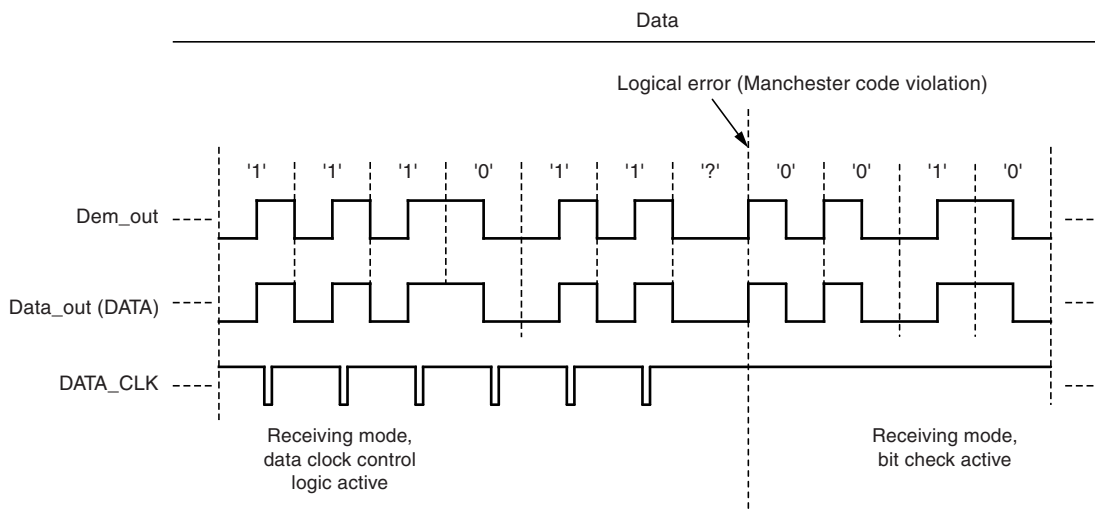 Data
Logical error (Manchester code violation)
'1' '1' '1' '0' '1' '1' '?' '0' '0' '1' '0'
Dem_out
Data_out (DATA)
DATA_CLK
Receiving mode,
data clock control
logic active
Receiving mode,
bit check active